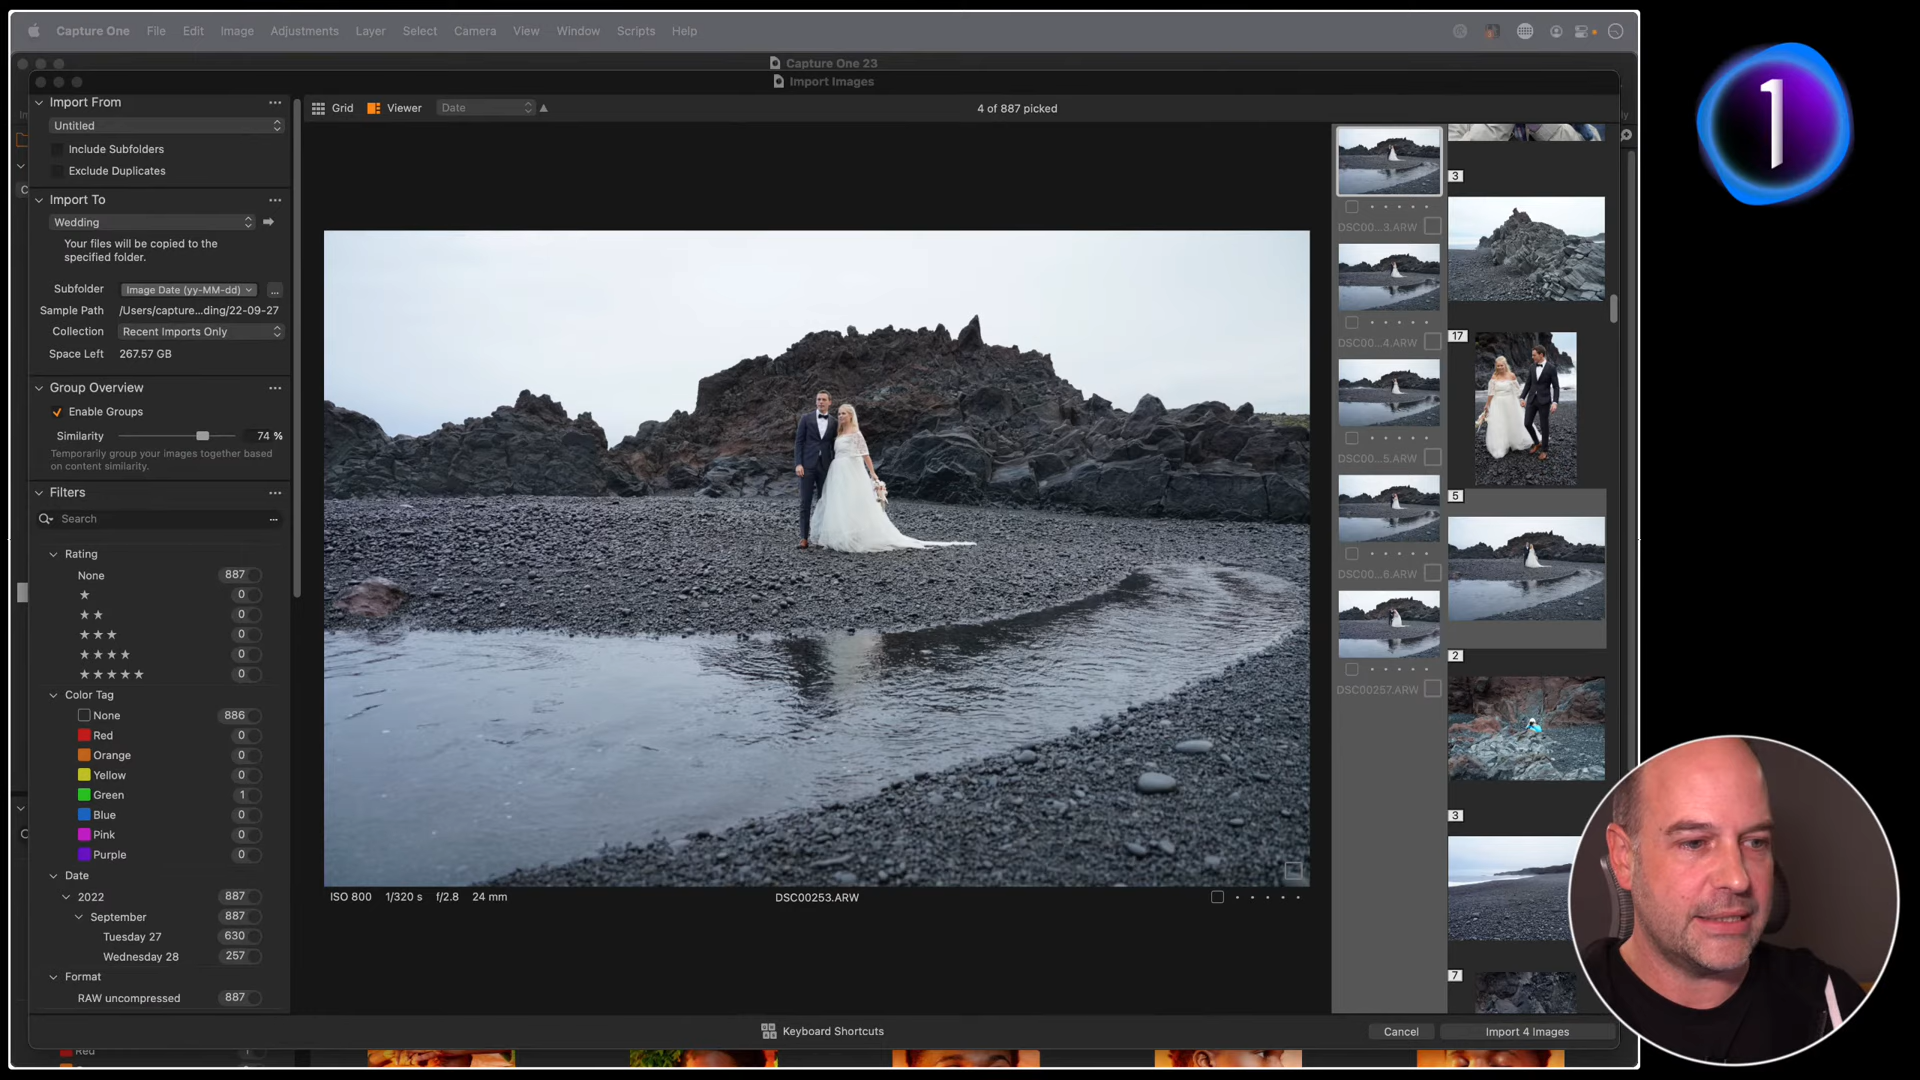 Capture One File Edit Image Adjustments Layer Select Camera View Window Scripts Help
Capture One 23
Import Images
Import From
Untitled
Include Subfolders
Exclude Duplicates
Import To
Wedding
Your files will be copied to the
specified folder.
Subfolder Image Date (yy-MM-dd) ...
Sample Path /Users/capture...ding/22-09-27
Collection Recent Imports Only
Space Left 267.57 GB
Group Overview
Enable Groups
Similarity 74 %
Temporarily group your images together based
on content similarity.
Filters
Search
Rating
None 887
★ 0
★ ★ 0
★ ★ ★ 0
★ ★ ★ ★ 0
★ ★ ★ ★ ★ 0
Color Tag
None 886
Red 0
Orange 0
Yellow 0
Green 1
Blue 0
Pink 0
Purple 0
Date
2022 887
September 887
Tuesday 27 630
Wednesday 28 257
Format
RAW uncompressed 887
Grid Viewer Date
4 of 887 picked
ISO 800 1/320 s f/2.8 24 mm
DSC00253.ARW
DSC00...3.ARW
DSC00...4.ARW
DSC00...5.ARW
DSC00...6.ARW
DSC00257.ARW
3
17
5
2
3
7
Keyboard Shortcuts
Cancel
Import 4 Images
Red 1
1